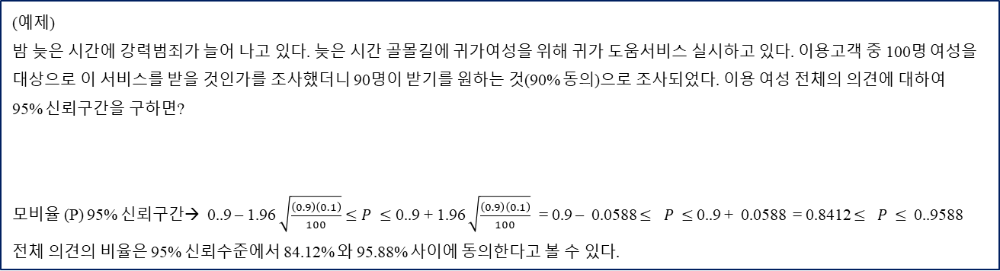 (예제)
밤 늦은 시간에 강력범죄가 늘어 나고 있다. 늦은 시간 골몰길에 귀가여성을 위해 귀가 도움서비스 실시하고 있다. 이용고객 중 100명 여성을
대상으로 이 서비스를 받을 것인가를 조사했더니 90명이 받기를 원하는 것(90% 동의)으로 조사되었다. 이용 여성 전체의 의견에 대하여
95% 신뢰구간을 구하면?
모비율 (P) 95% 신뢰구간→ 0..9 – 1.96 √((0.9)(0.1)/100) ≤ P ≤ 0..9 + 1.96 √((0.9)(0.1)/100) = 0.9 – 0.0588 ≤ P ≤ 0..9 + 0.0588 = 0.8412 ≤ P ≤ 0..9588
전체 의견의 비율은 95% 신뢰수준에서 84.12%와 95.88% 사이에 동의한다고 볼 수 있다.